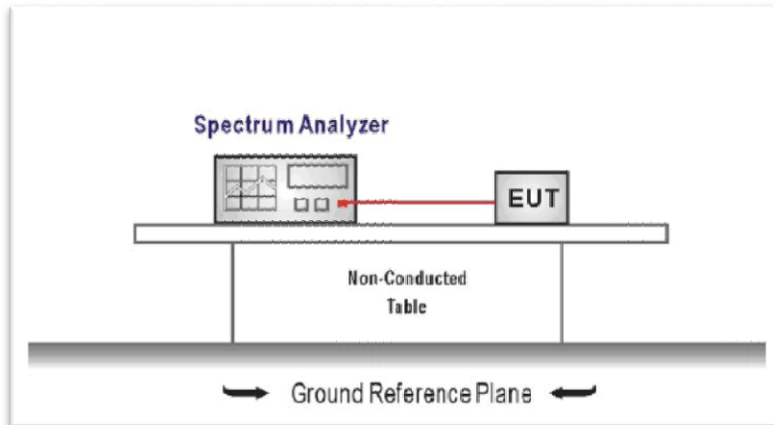 Spectrum Analyzer
EUT
Non-Conducted
Table
Ground Reference Plane